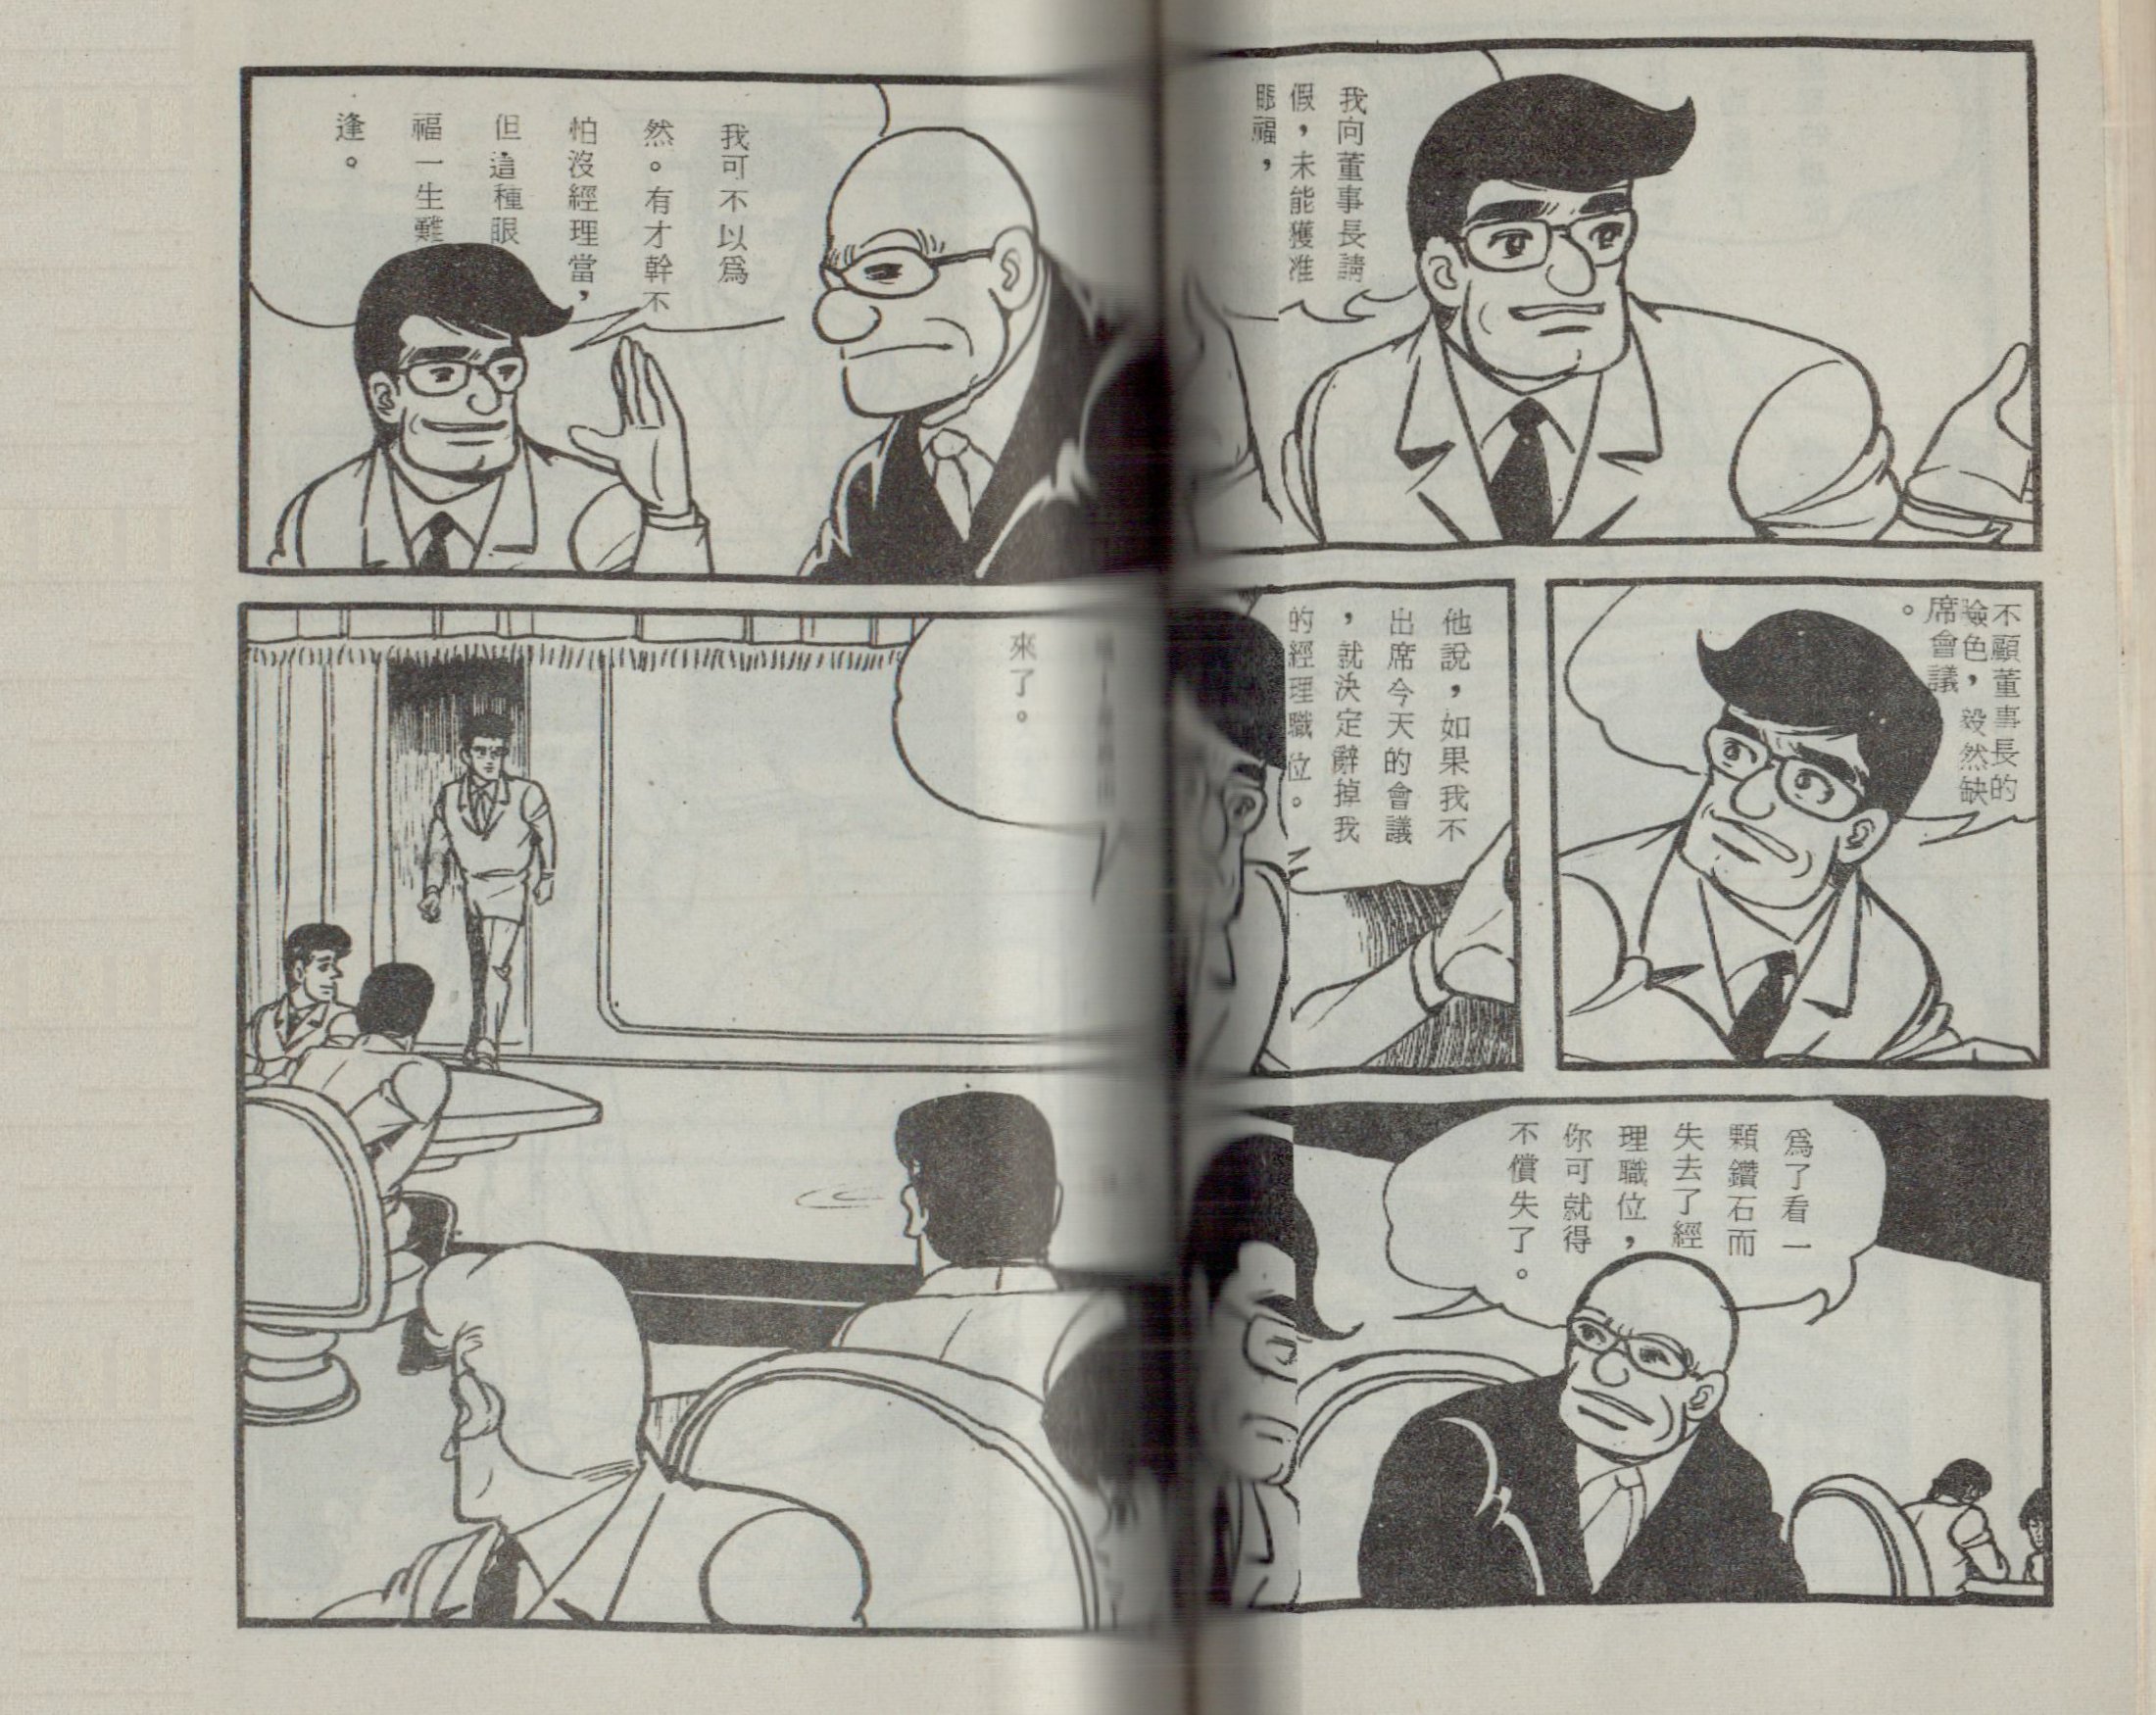 我向董事長請
假，未能獲准
眼福，
不顧董事長的
臉色，毅然缺
席會議
。
他說，如果我不
出席今天的會議
，就決定辭掉我
的經理職位。
爲了看一
顆鑽石而
失去了經
理職位，
你可就得
不償失了。
我可不以爲
然。有才幹不
怕沒經理當，
但這種眼
福一生難
逢。
來了。